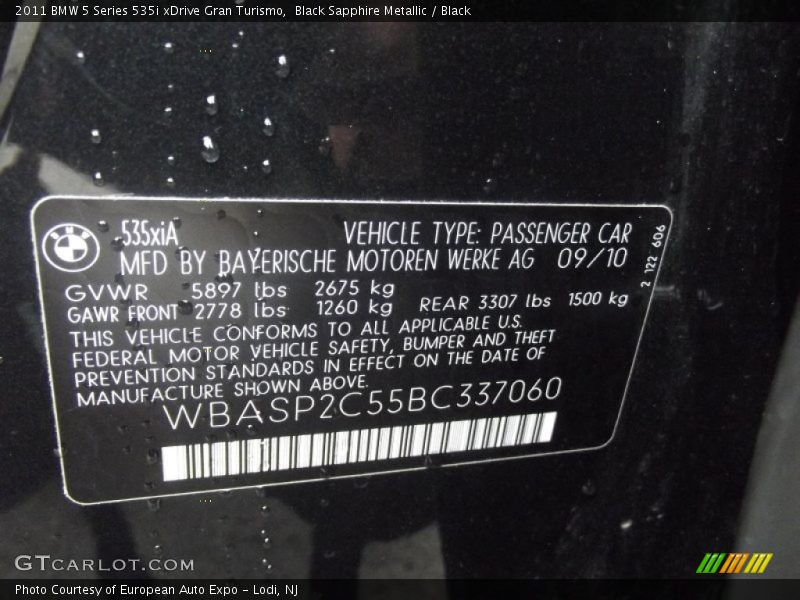 2011 BMW 5 Series 535i xDrive Gran Turismo,  Black Sapphire Metallic / Black
BMW
535xiA VEHICLE TYPE: PASSENGER CAR
MFD BY BAYERISCHE MOTOREN WERKE AG 09/10
GVWR 5897 lbs 2675 kg
GAWR FRONT 2778 lbs 1260 kg REAR 3307 lbs 1500 kg
THIS VEHICLE CONFORMS TO ALL APPLICABLE U.S.
FEDERAL MOTOR VEHICLE SAFETY, BUMPER AND THEFT
PREVENTION STANDARDS IN EFFECT ON THE DATE OF
MANUFACTURE SHOWN ABOVE.
WBASP2C55BC337060
2 122 606
GTCARLOT.COM
Photo Courtesy of European Auto Expo - Lodi, NJ